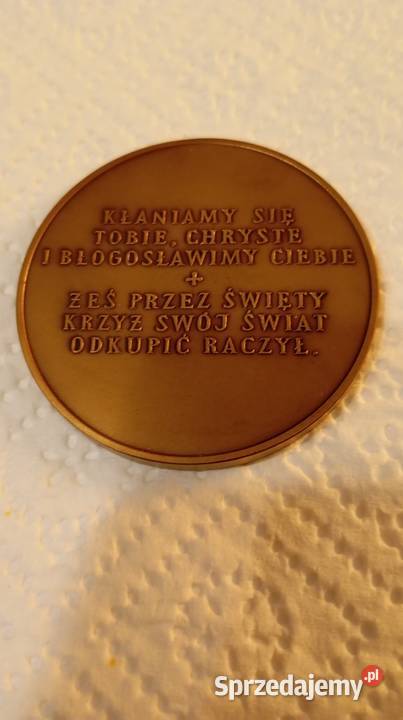 KŁANIAMY SIĘ
TOBIE, CHRYSTE
I BŁOGOSŁAWIMY CIEBIE
+
ŻEŚ PRZEZ ŚWIĘTY
KRZYŻ SWÓJ ŚWIAT
ODKUPIĆ RACZYŁ.
Sprzedajemy.pl